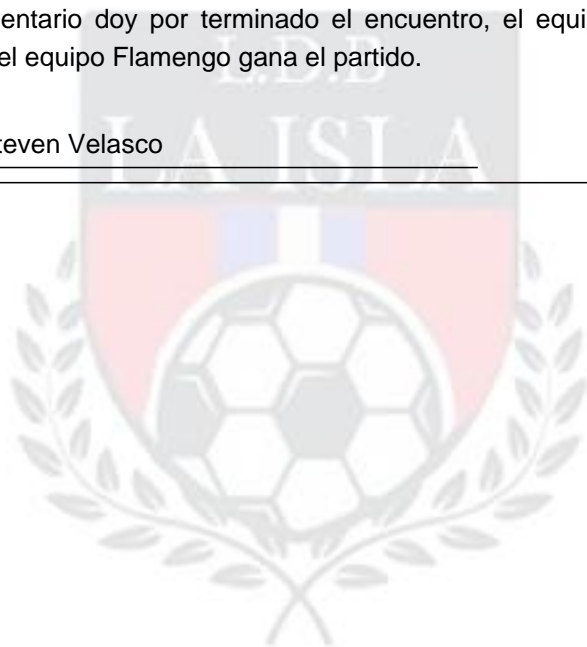 entario doy por terminado el encuentro, el equi
el equipo Flamengo gana el partido.
L.D.B
LA ISLA
teven Velasco